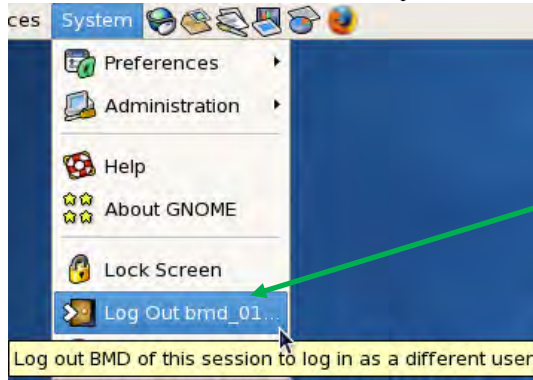 ces System
Preferences
Administration
Help
About GNOME
Lock Screen
Log Out bmd_01...
Log out BMD of this session to log in as a different user